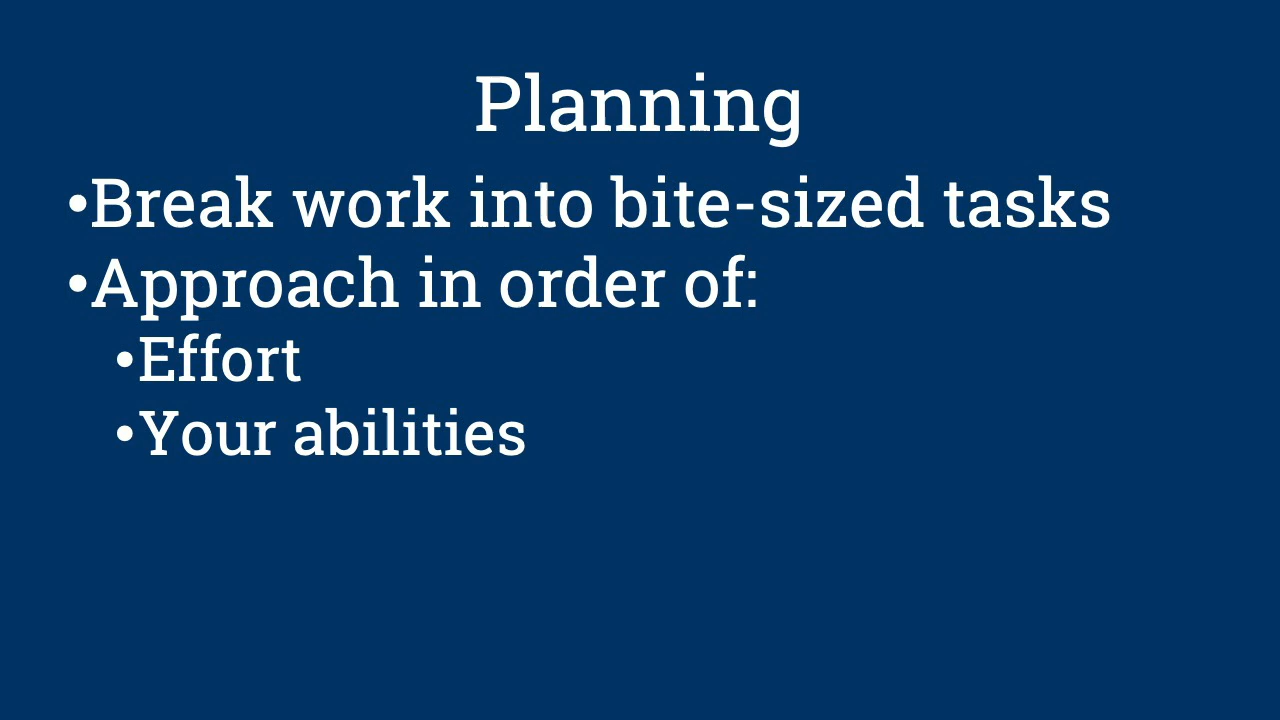 Planning
•Break work into bite-sized tasks
•Approach in order of:
•Effort
•Your abilities